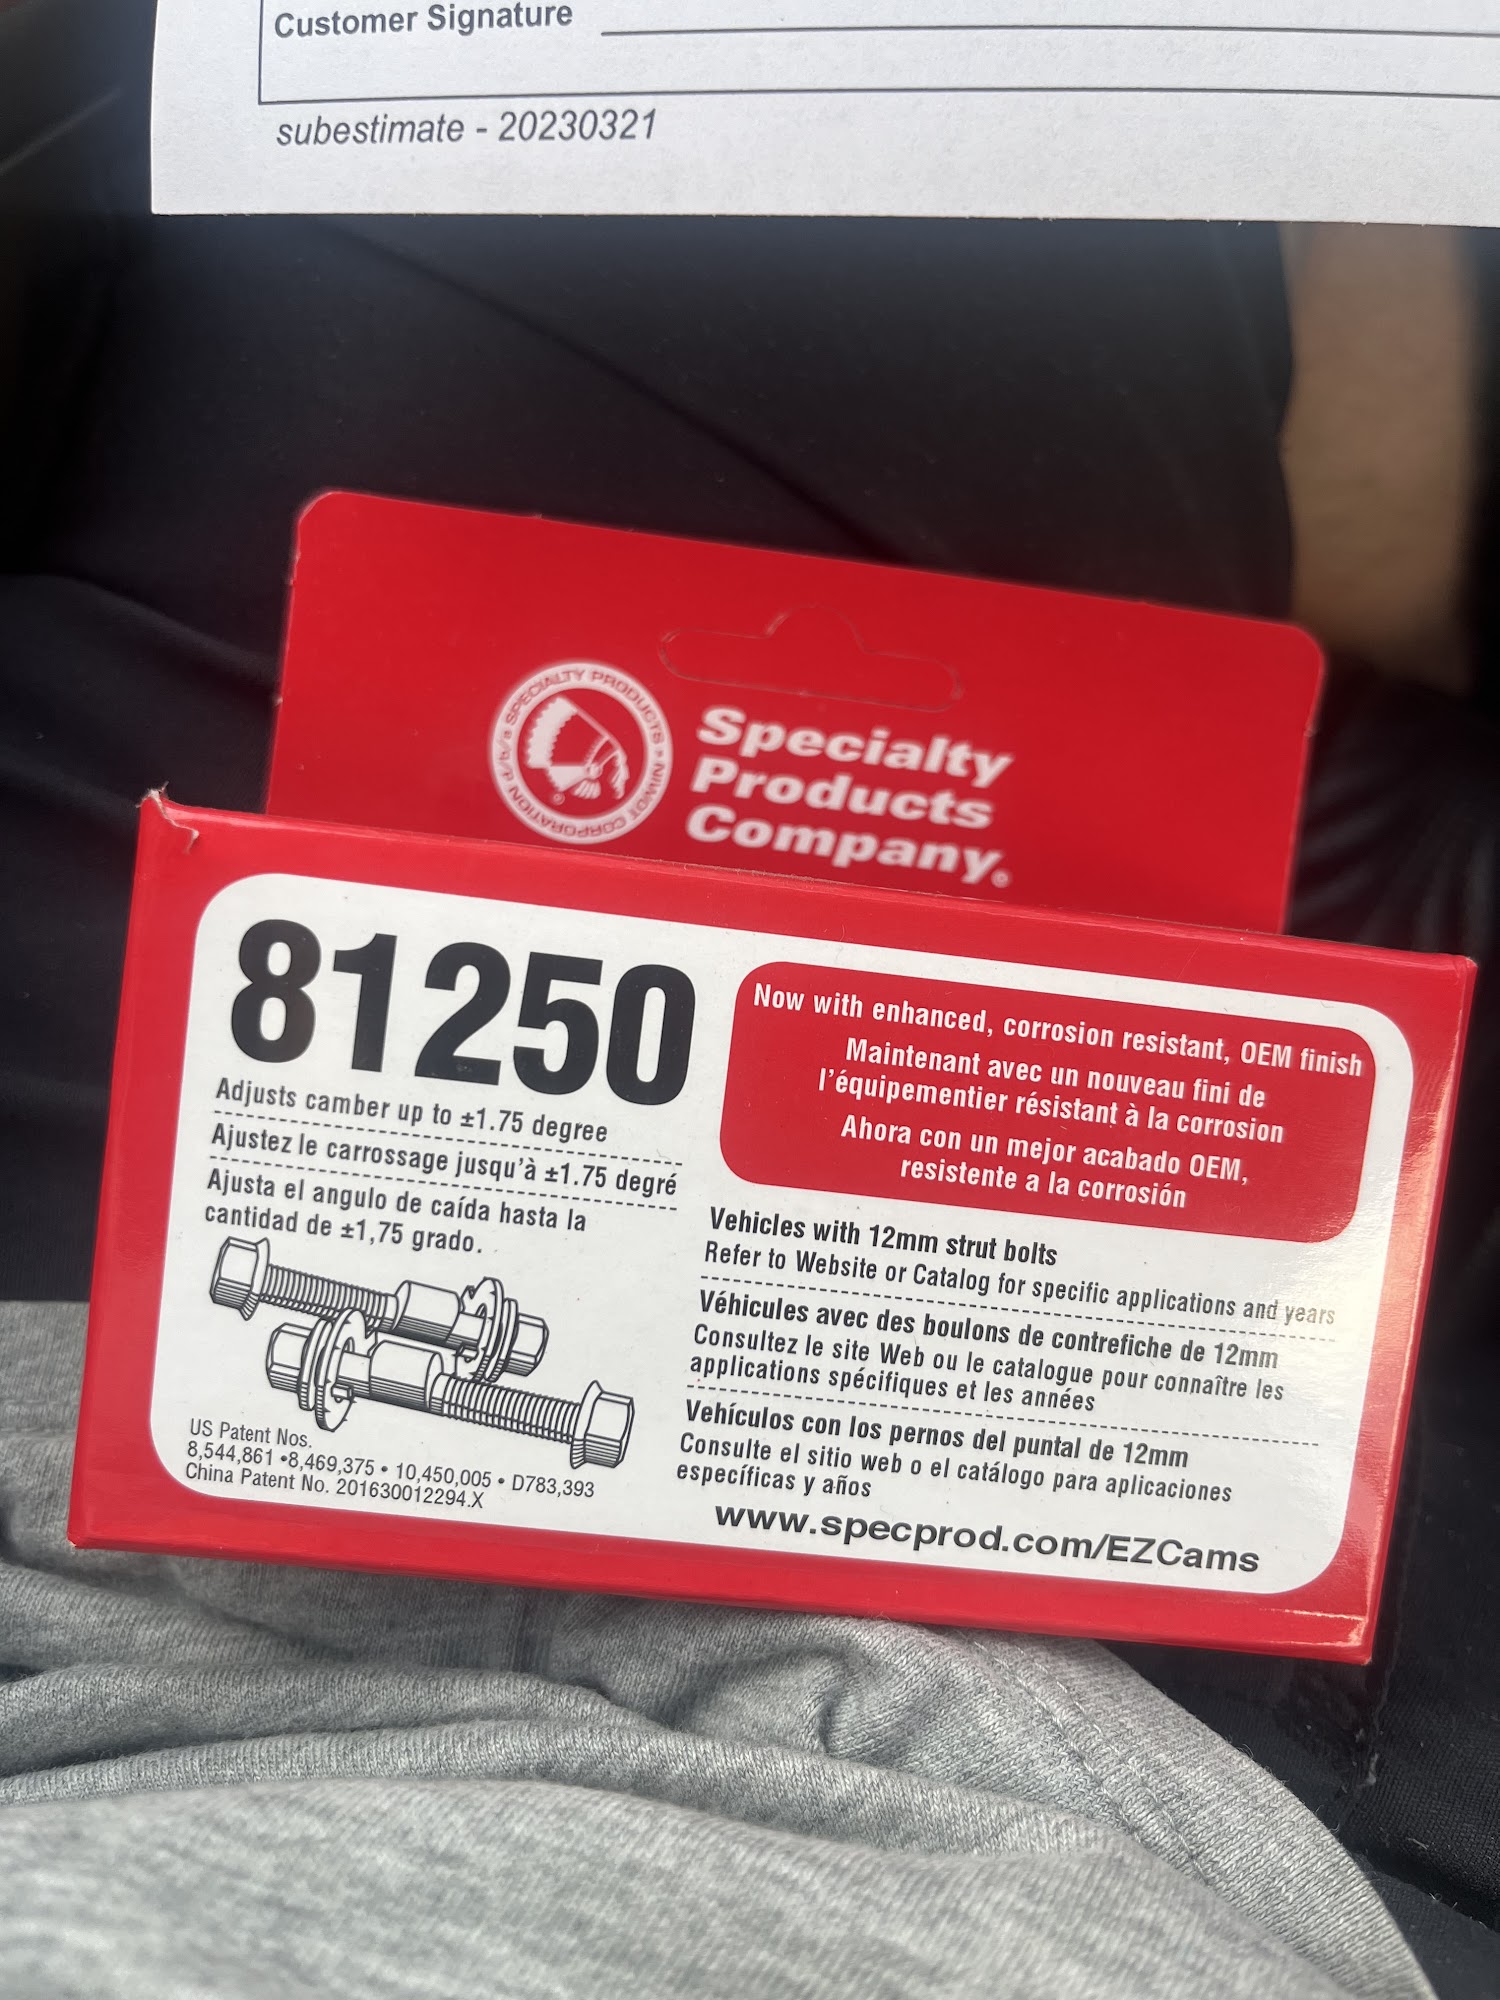 Customer Signature
subestimate - 20230321
SPECIALTY PRODUCTS • NWDT CORPORATION d/b/a
Specialty
Products
Company®
81250
Adjusts camber up to ±1.75 degree
Ajustez le carrossage jusqu'à ±1.75 degré
Ajusta el angulo de caída hasta la
cantidad de ±1,75 grado.
US Patent Nos.
8,544,861 •8,469,375 • 10,450,005 • D783,393
China Patent No. 201630012294.X
Now with enhanced, corrosion resistant, OEM finish
Maintenant avec un nouveau fini de
l'équipementier résistant à la corrosion
Ahora con un mejor acabado OEM,
resistente a la corrosión
Vehicles with 12mm strut bolts
Refer to Website or Catalog for specific applications and years
Véhicules avec des boulons de contrefiche de 12mm
Consultez le site Web ou le catalogue pour connaître les
applications spécifiques et les années
Vehículos con los pernos del puntal de 12mm
Consulte el sitio web o el catálogo para aplicaciones
específicas y años
www.specprod.com/EZCams